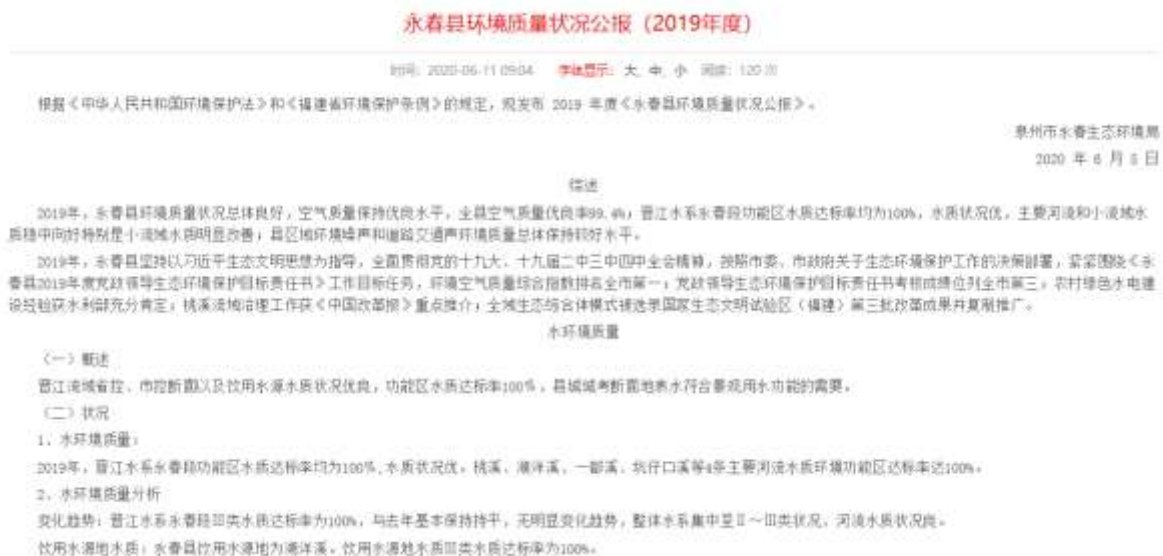 永春县环境质量状况公报（2019年度）
时间：2020-06-11 09:04 字体显示：大 中 小 阅读：120 次
根据《中华人民共和国环境保护法》和《福建省环境保护条例》的规定，现发布 2019 年度《永春县环境质量状况公报》。
泉州市永春生态环境局
2020 年 6 月 5 日
综述
2019年，永春县环境质量状况总体良好，空气质量保持优良水平，全县空气质量优良率99.4%；晋江水系永春段功能区水质达标率均为100%，水质状况优，主要河流和小流域水
质稳中向好特别是小流域水质明显改善；县区域环境噪声和道路交通声环境质量总体保持较好水平。
2019年，永春县坚持以习近平生态文明思想为指导，全面贯彻党的十九大、十九届二中三中四中全会精神，按照市委、市政府关于生态环境保护工作的决策部署，紧紧围绕《永
春县2019年度党政领导生态环境保护目标责任书》工作目标任务，环境空气质量综合指数排名全市第一；党政领导生态环境保护目标责任书考核成绩位列全市第三；农村绿色水电建
设经验获水利部充分肯定；桃溪流域治理工作获《中国改革报》重点推介；全域生态综合体模式被选录国家生态文明试验区（福建）第三批改革成果并复制推广。
水环境质量
（一）概述
晋江流域省控、市控断面以及饮用水源水质状况优良，功能区水质达标率100%，县城域考断面地表水符合景观用水功能的需要。
（二）状况
1、水环境质量：
2019年，晋江水系永春段功能区水质达标率均为100%，水质状况优。桃溪、湖洋溪、一都溪、坑仔口溪等4条主要河流水质环境功能区达标率达100%。
2、水环境质量分析
变化趋势：晋江水系永春段Ⅲ类水质达标率为100%，与去年基本保持持平，无明显变化趋势，整体水系集中呈Ⅱ～Ⅲ类状况，河流水质状况良。
饮用水源地水质：永春县饮用水源地为湖洋溪。饮用水源地水质Ⅲ类水质达标率为100%。